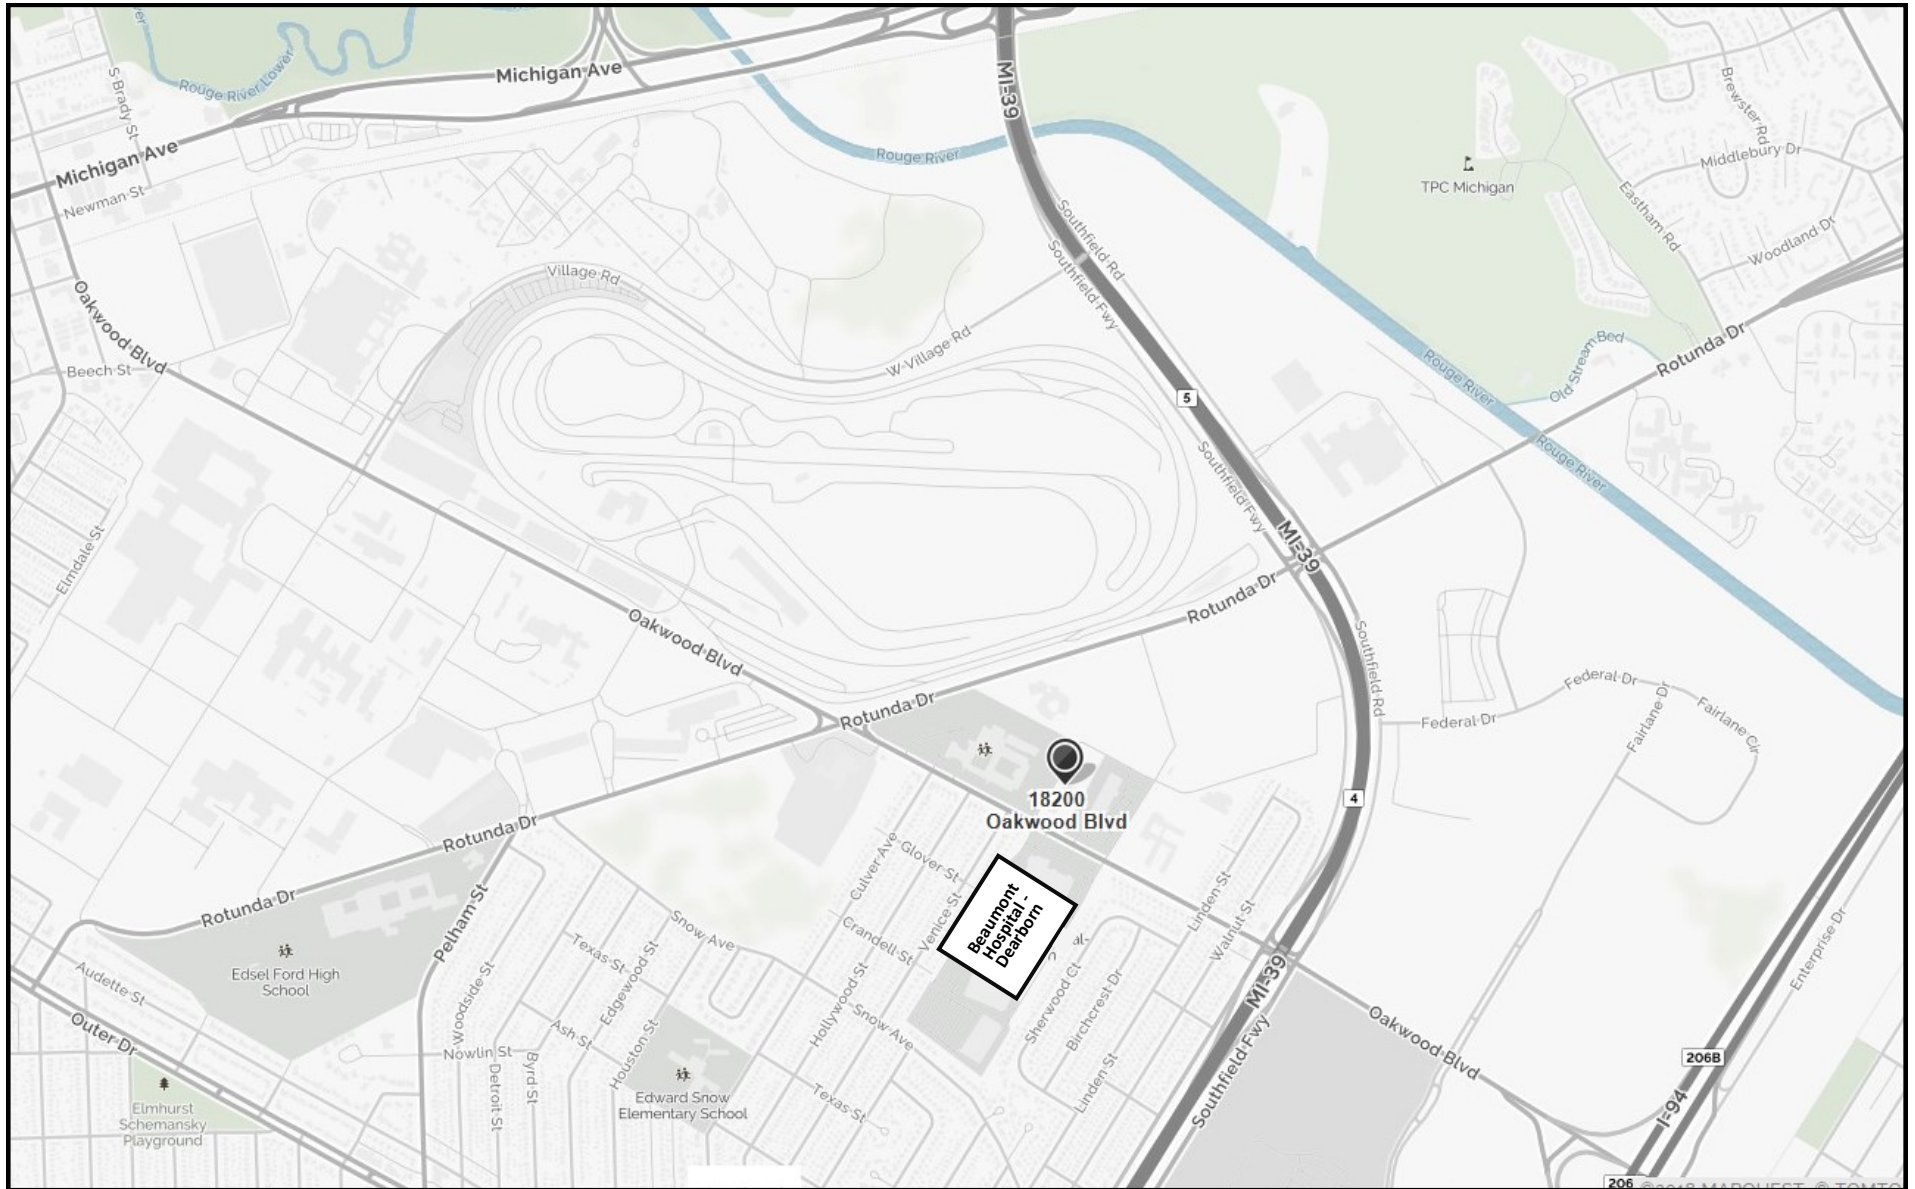 Michigan Ave
MI-39
S Brady St
Rouge River Lower
Brewster Rd
Michigan Ave
Rouge River
Middlebury Dr
TPC Michigan
Newman St
Eastham Rd
Southfield Rd
Southfield Fwy
Woodland Dr
Village Rd
Oakwood Blvd
W Village Rd
Rotunda Dr
Old Stream Bed
Rouge River
Beech St
5
Rouge River
Southfield Fwy
MI-39
Elmdale St
Rotunda Dr
Oakwood Blvd
Southfield Rd
Federal Dr
Fairlane Dr
Fairlane Cir
Rotunda Dr
Federal Dr
18200
Oakwood Blvd
4
Rotunda Dr
Culver Ave
Glover St
Linden St
Walnut St
Beaumont
Hospital -
Dearborn
Venice St
Rotunda Dr
Pelham St
Snow Ave
Crandell St
al-
Texas St
Edgewood St
Edsel Ford High
School
Enterprise Dr
Audette St
Woodside St
Hollywood St
Sherwood Ct
Birchcrest Dr
MI-39
Outer Dr
Ash St
Houston St
Snow Ave
Oakwood Blvd
Nowlin St
Detroit St
Byrd St
Linden St
Southfield Fwy
206B
Edward Snow
Elementary School
Texas St
I-94
Elmhurst
Schemansky
Playground
206
©2018 MAPQUEST, © TOMTO